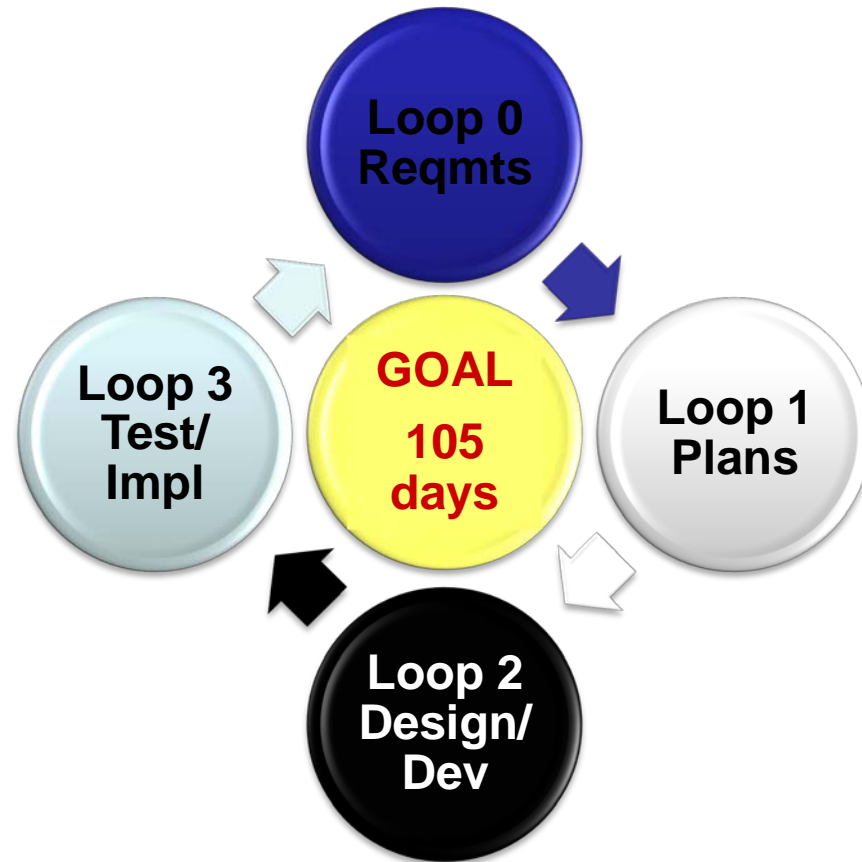 Loop 0
Reqmts
Loop 3
Test/
Impl
GOAL
105
days
Loop 1
Plans
Loop 2
Design/
Dev